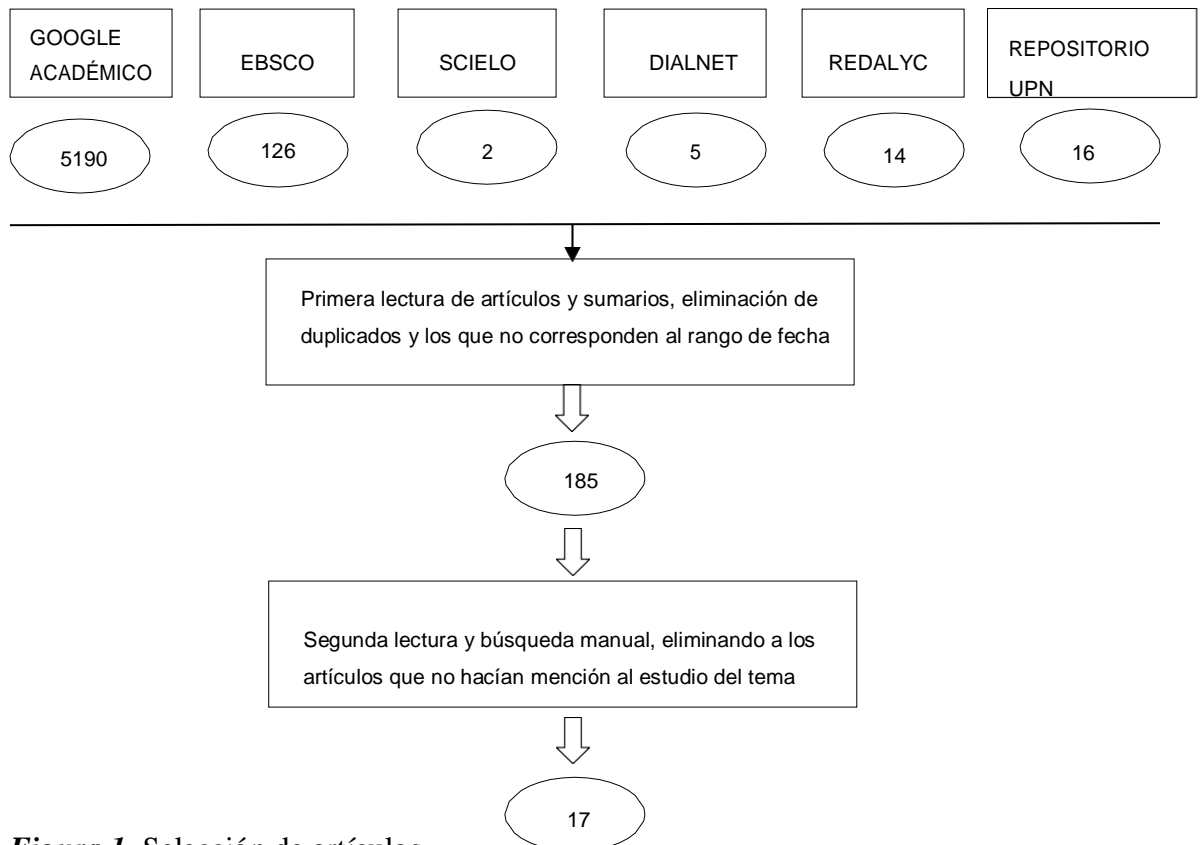 GOOGLE
ACADÉMICO
EBSCO
SCIELO
DIALNET
REDALYC
REPOSITORIO
UPN
5190
126
2
5
14
16
Primera lectura de artículos y sumarios, eliminación de
duplicados y los que no corresponden al rango de fecha
185
Segunda lectura y búsqueda manual, eliminando a los
artículos que no hacían mención al estudio del tema
17
Figura 1. Selección de artículos